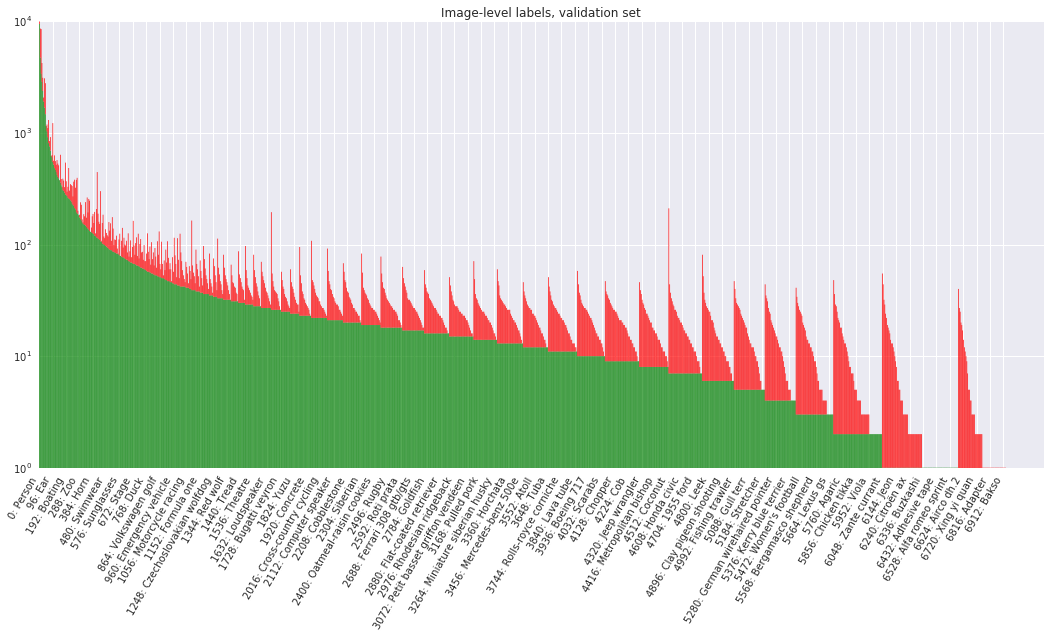 Image-level labels, validation set
10⁴
10³
10²
10¹
10⁰
0: Person
96: Ear
192: Boating
288: Zoo
384: Horn
480: Swimwear
576: Sunglasses
672: Stage
768: Duck
864: Volkswagen golf
960: Emergency vehicle
1056: Motorcycle racing
1152: Formula one
1248: Czechoslovakian wolfdog
1344: Red wolf
1440: Tread
1536: Theatre
1632: Loudspeaker
1728: Bugatti veyron
1824: Yuzu
1920: Concrete
2016: Cross-country cycling
2112: Computer speaker
2208: Cobblestone
2304: Siberian
2400: Oatmeal-raisin cookies
2496: Rugby
2592: Roti prata
2688: Ferrari 308 gtb/gts
2784: Goldfish
2880: Flat-coated retriever
2976: Rhodesian ridgeback
3072: Petit basset griffon vendéen
3168: Pulled pork
3264: Miniature siberian husky
3360: Horchata
3456: Mercedes-benz 500e
3552: Atoll
3648: Tuba
3744: Rolls-royce corniche
3840: Lava tube
3936: Boeing 717
4032: Scarabs
4128: Chopper
4224: Cob
4320: Jeep wrangler
4416: Metropolitan bishop
4512: Coconut
4608: Honda civic
4704: 1955 ford
4800: Leek
4896: Clay pigeon shooting
4992: Fishing trawler
5088: Gull terr
5184: Stretcher
5280: German wirehaired pointer
5376: Kerry blue terrier
5472: Women's football
5568: Bergamasco shepherd
5664: Lexus gs
5760: Agaric
5856: Chicken tikka
5952: Viola
6048: Zante currant
6144: Jeon
6240: Citroen ax
6336: Buzkashi
6432: Adhesive tape
6528: Alfa romeo sprint
6624: Airco dh.2
6720: Xing yi quan
6816: Adapter
6912: Bakso